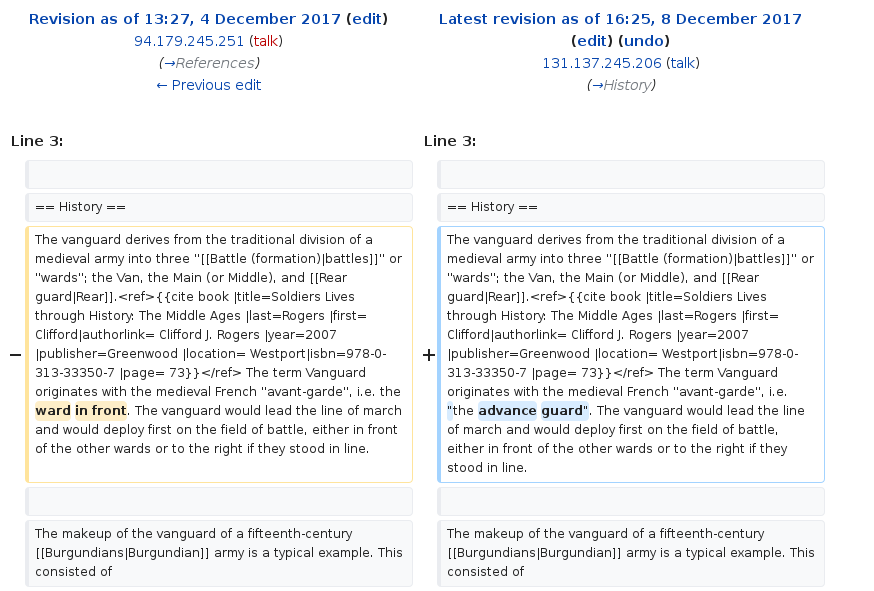 Revision as of 13:27, 4 December 2017 (edit)
94.179.245.251 (talk)
(→References)
← Previous edit
Latest revision as of 16:25, 8 December 2017
(edit) (undo)
131.137.245.206 (talk)
(→History)
Line 3:
Line 3:
== History ==
== History ==
−
The vanguard derives from the traditional division of a
medieval army into three "[[Battle (formation)|battles]]" or
"wards"; the Van, the Main (or Middle), and [[Rear
guard|Rear]].<ref>{{cite book |title=Soldiers Lives
through History: The Middle Ages |last=Rogers |first=
Clifford|authorlink= Clifford J. Rogers |year=2007
|publisher=Greenwood |location= Westport|isbn=978-0-
313-33350-7 |page= 73}}</ref> The term Vanguard
originates with the medieval French "avant-garde", i.e. the
ward in front. The vanguard would lead the line of march
and would deploy first on the field of battle, either in front
of the other wards or to the right if they stood in line.
+
The vanguard derives from the traditional division of a
medieval army into three "[[Battle (formation)|battles]]" or
"wards"; the Van, the Main (or Middle), and [[Rear
guard|Rear]].<ref>{{cite book |title=Soldiers Lives
through History: The Middle Ages |last=Rogers |first=
Clifford|authorlink= Clifford J. Rogers |year=2007
|publisher=Greenwood |location= Westport|isbn=978-0-
313-33350-7 |page= 73}}</ref> The term Vanguard
originates with the medieval French "avant-garde", i.e.
"the advance guard". The vanguard would lead the line
of march and would deploy first on the field of battle,
either in front of the other wards or to the right if they
stood in line.
The makeup of the vanguard of a fifteenth-century
[[Burgundians|Burgundian]] army is a typical example. This
consisted of
The makeup of the vanguard of a fifteenth-century
[[Burgundians|Burgundian]] army is a typical example. This
consisted of